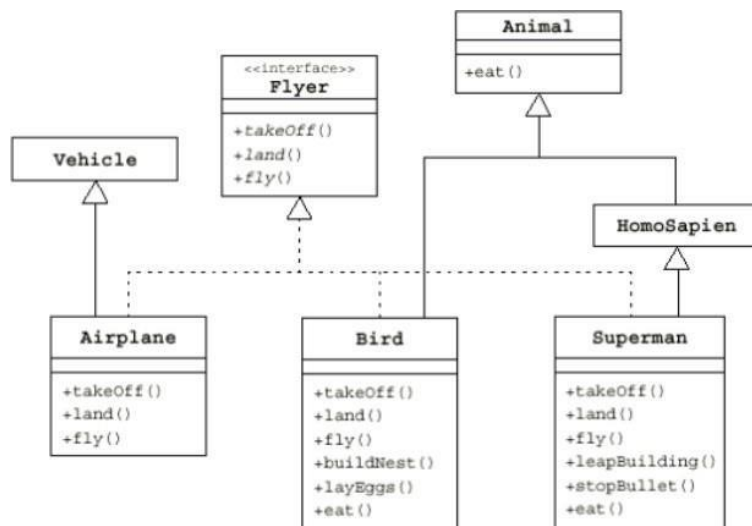 Animal
+eat()
<<interface>>
Flyer
+takeOff()
+land()
+fly()
Vehicle
HomoSapien
Airplane
+takeOff()
+land()
+fly()
Bird
+takeOff()
+land()
+fly()
+buildNest()
+layEggs()
+eat()
Superman
+takeOff()
+land()
+fly()
+leapBuilding()
+stopBullet()
+eat()